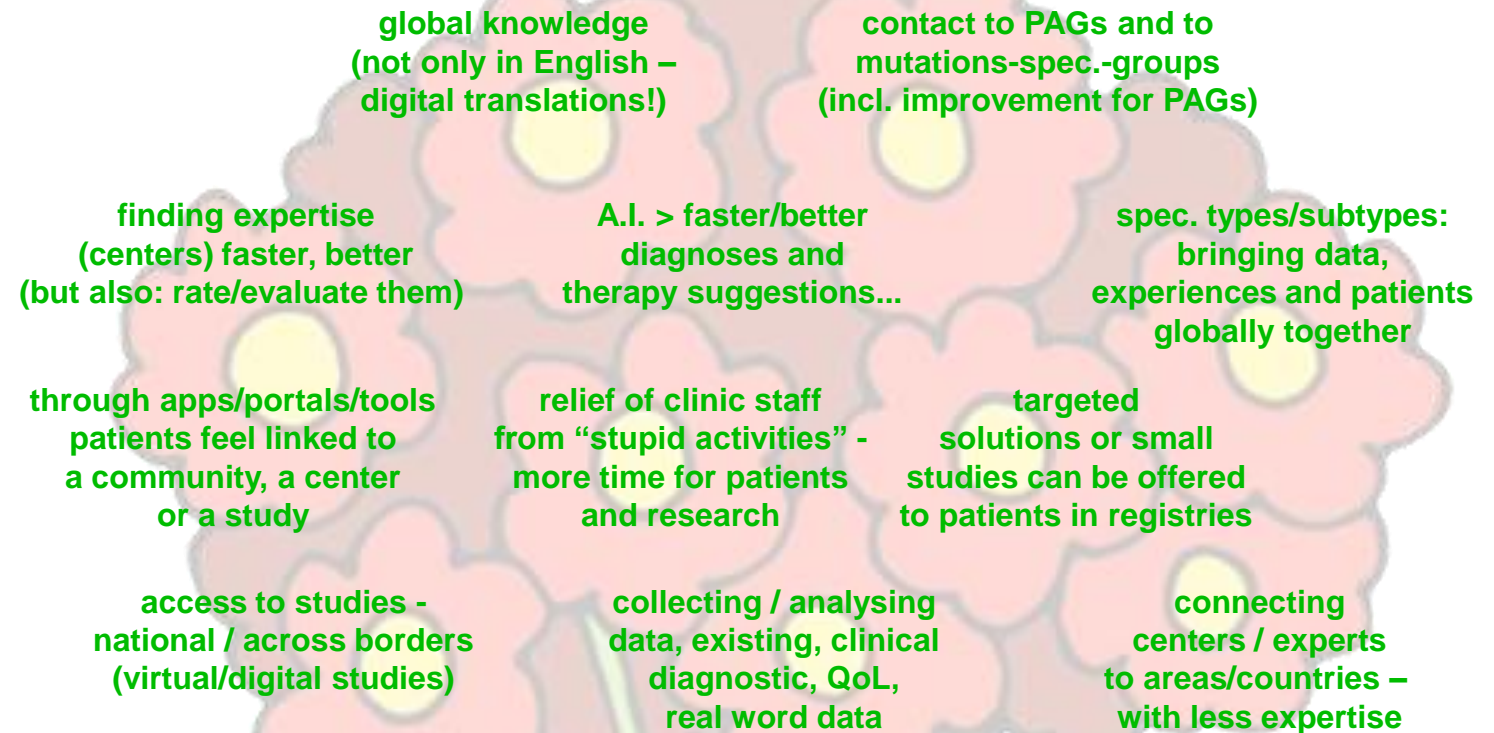 global knowledge
(not only in English –
digital translations!)
contact to PAGs and to
mutations-spec.-groups
(incl. improvement for PAGs)
finding expertise
(centers) faster, better
(but also: rate/evaluate them)
A.I. > faster/better
diagnoses and
therapy suggestions...
spec. types/subtypes:
bringing data,
experiences and patients
globally together
through apps/portals/tools
patients feel linked to
a community, a center
or a study
relief of clinic staff
from “stupid activities” -
more time for patients
and research
targeted
solutions or small
studies can be offered
to patients in registries
access to studies -
national / across borders
(virtual/digital studies)
collecting / analysing
data, existing, clinical
diagnostic, QoL,
real word data
connecting
centers / experts
to areas/countries –
with less expertise